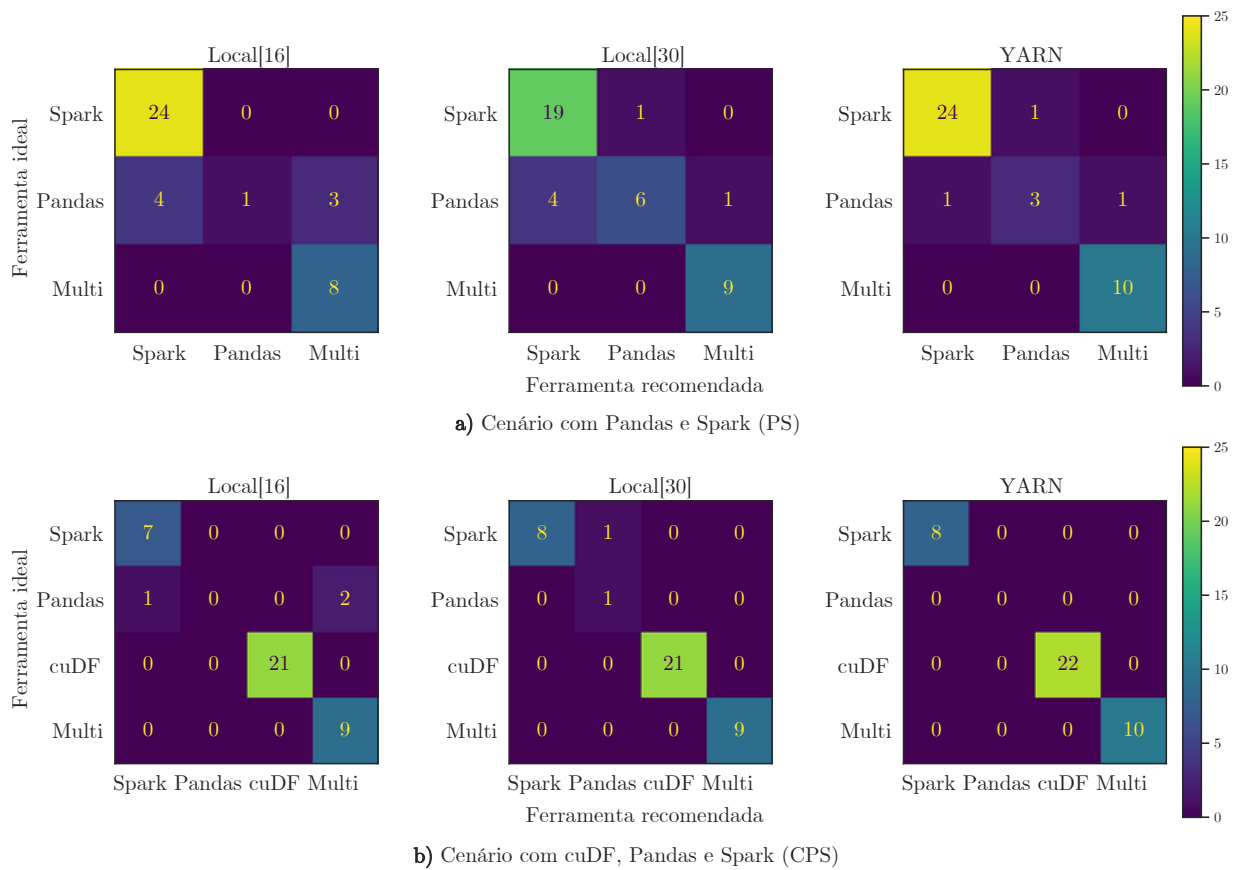 Local[16] Local[30] YARN
25
20
15
10
5
0
Ferramenta ideal
Spark 24 0 0 19 1 0 24 1 0
Pandas 4 1 3 4 6 1 1 3 1
Multi 0 0 8 0 0 9 0 0 10
Spark Pandas Multi Spark Pandas Multi Spark Pandas Multi
Ferramenta recomendada
a) Cenário com Pandas e Spark (PS)
Local[16] Local[30] YARN
25
20
15
10
5
0
Ferramenta ideal
Spark 7 0 0 0 Spark 8 1 0 0 Spark 8 0 0 0
Pandas 1 0 0 2 Pandas 0 1 0 0 Pandas 0 0 0 0
cuDF 0 0 21 0 cuDF 0 0 21 0 cuDF 0 0 22 0
Multi 0 0 0 9 Multi 0 0 0 9 Multi 0 0 0 10
Spark Pandas cuDF Multi Spark Pandas cuDF Multi Spark Pandas cuDF Multi
Ferramenta recomendada
b) Cenário com cuDF, Pandas e Spark (CPS)